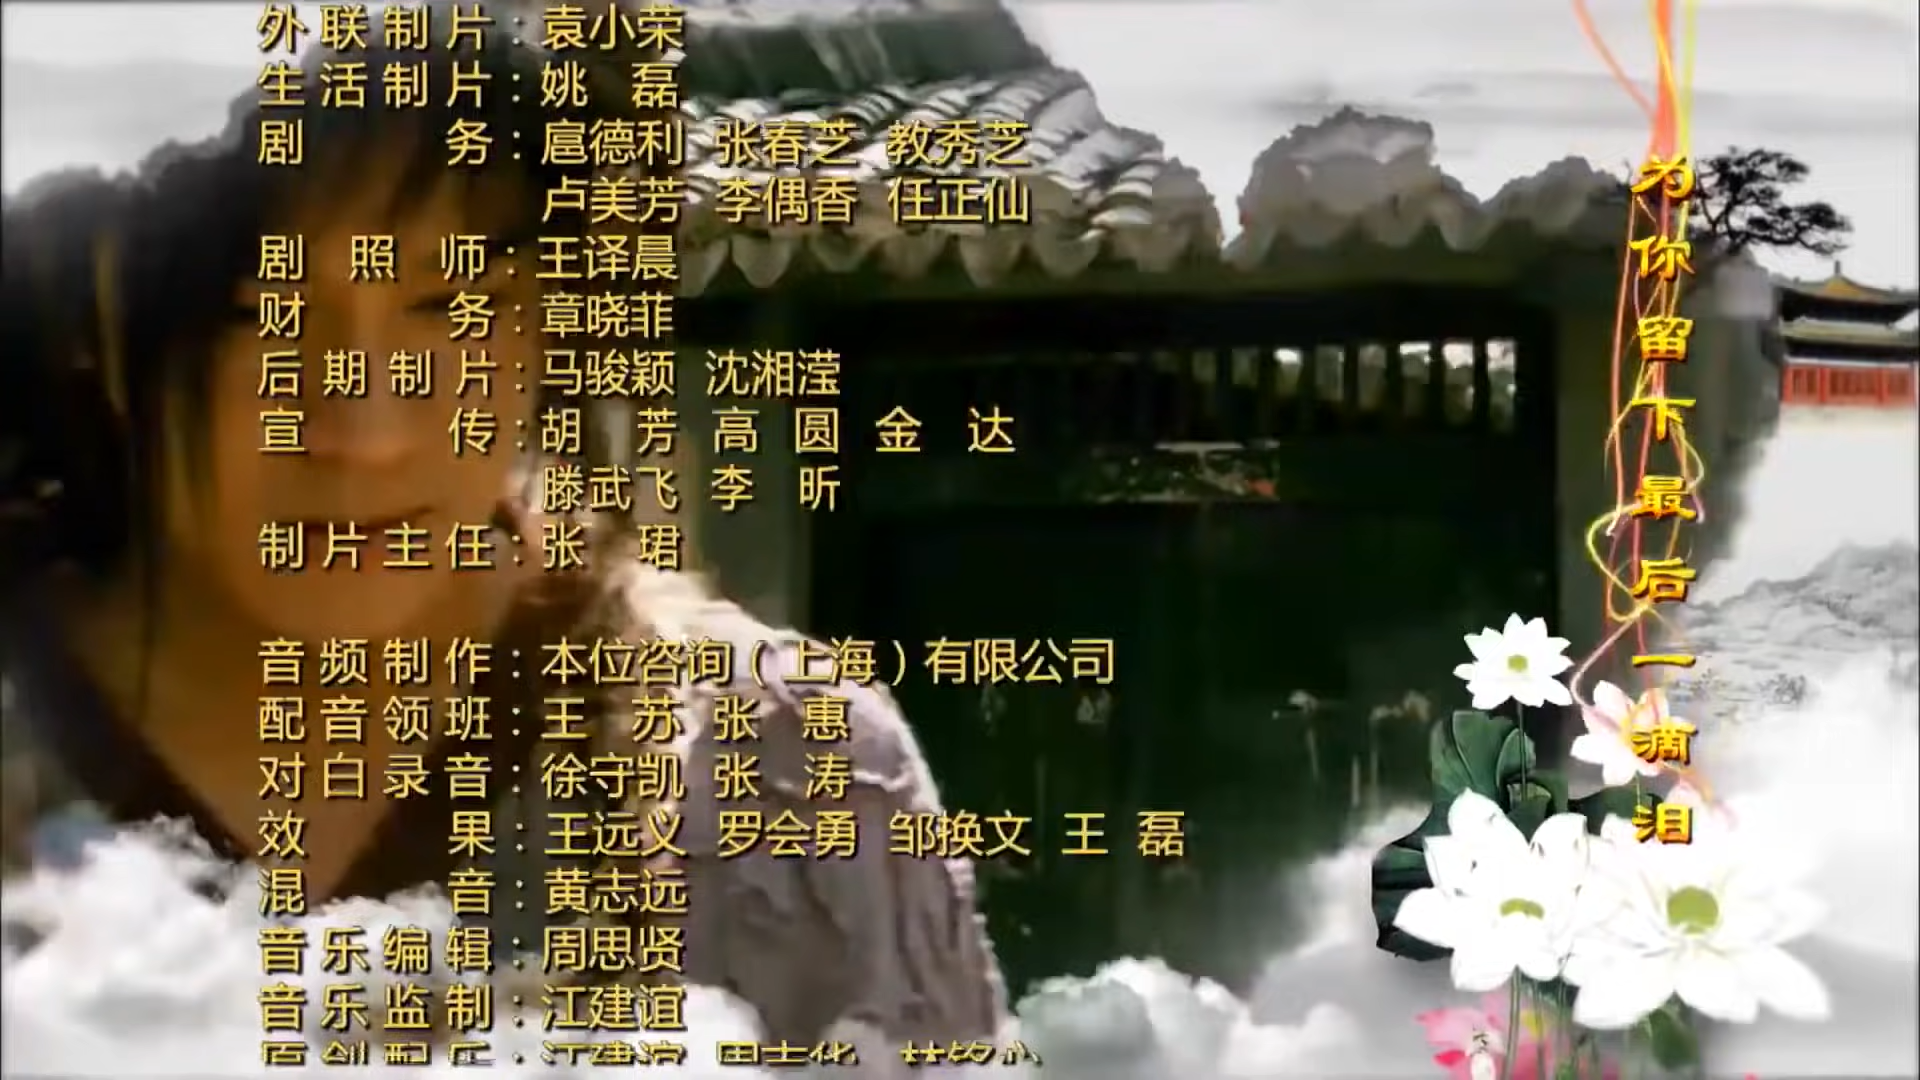 外联制片：袁小荣
生活制片：姚磊
剧务：扈德利 张春芝 教秀芝
卢美芳 李偶香 任正仙
剧照师：王译晨
财务：章晓菲
后期制片：马骏颖 沈湘滢
宣传：胡芳 高圆 金达
滕武飞 李昕
制片主任：张珺
音频制作：本位咨询（上海）有限公司
配音领班：王苏 张惠
对白录音：徐守凯 张涛
效果：王远义 罗会勇 邹换文 王磊
混音：黄志远
音乐编辑：周思贤
音乐监制：江建谊
为你留下最后一滴泪